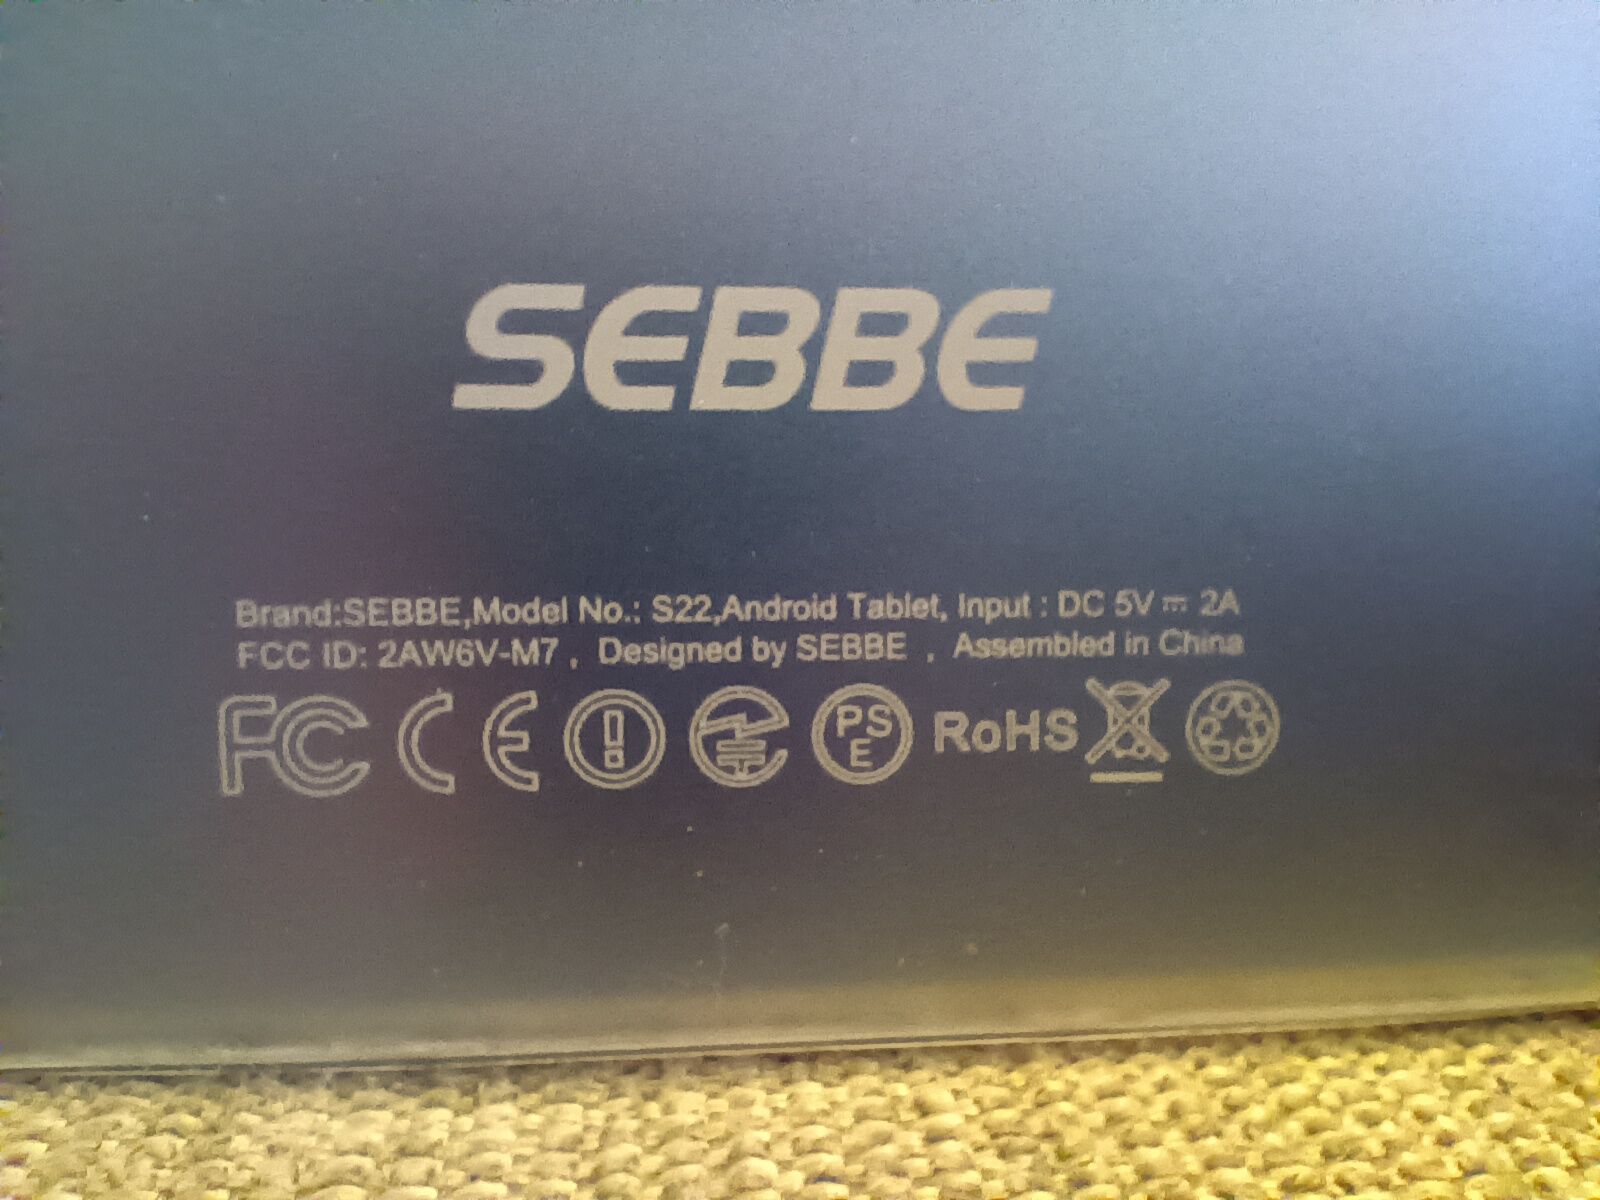 SEBBE
Brand:SEBBE,Model No.: S22,Android Tablet, Input : DC 5V ⎓ 2A
FCC ID: 2AW6V-M7 , Designed by SEBBE , Assembled in China
FC CE PSE RoHS